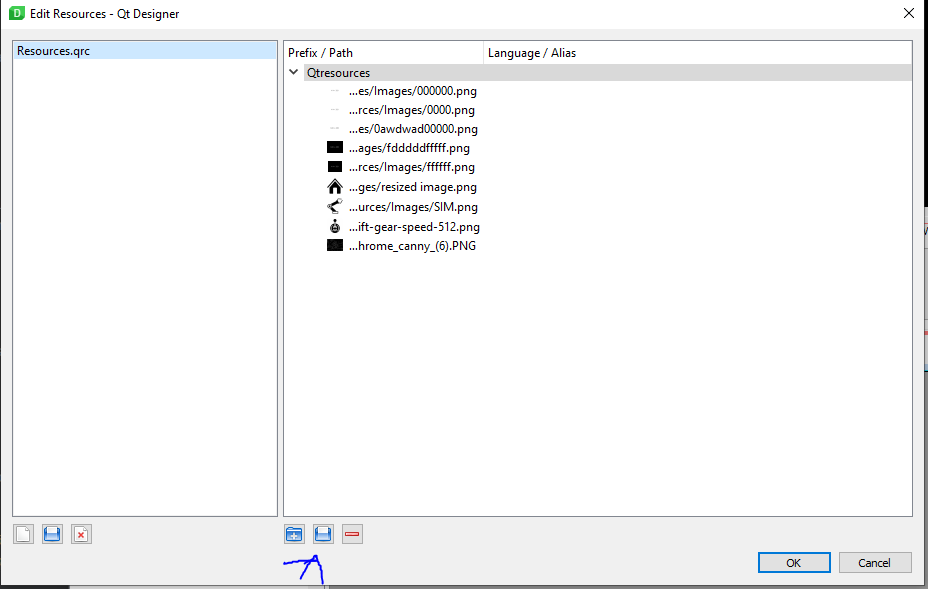 Edit Resources - Qt Designer
Resources.qrc
Prefix / Path Language / Alias
Qtresources
...es/Images/000000.png
...rces/Images/0000.png
...es/0awdwad00000.png
...ages/fdddddfffff.png
...rces/Images/ffffff.png
...ges/resized image.png
...urces/Images/SIM.png
...ift-gear-speed-512.png
...hrome_canny_(6).PNG
OK Cancel